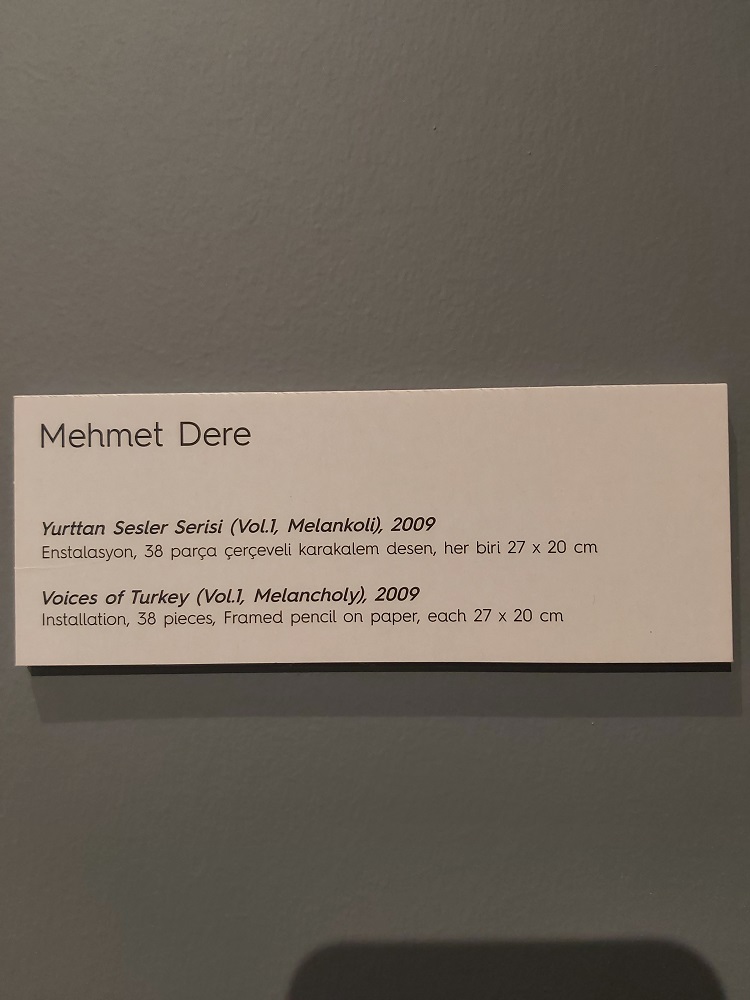 Mehmet Dere
Yurttan Sesler Serisi (Vol.1, Melankoli), 2009
Enstalasyon, 38 parça çerçeveli karakalem desen, her biri 27 x 20 cm
Voices of Turkey (Vol.1, Melancholy), 2009
Installation, 38 pieces, Framed pencil on paper, each 27 x 20 cm